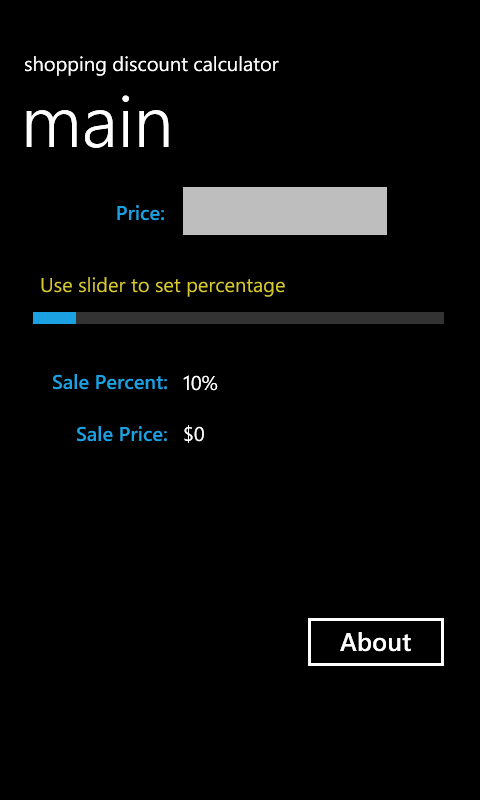 shopping discount calculator
main
Price:
Use slider to set percentage
Sale Percent: 10%
Sale Price: $0
About